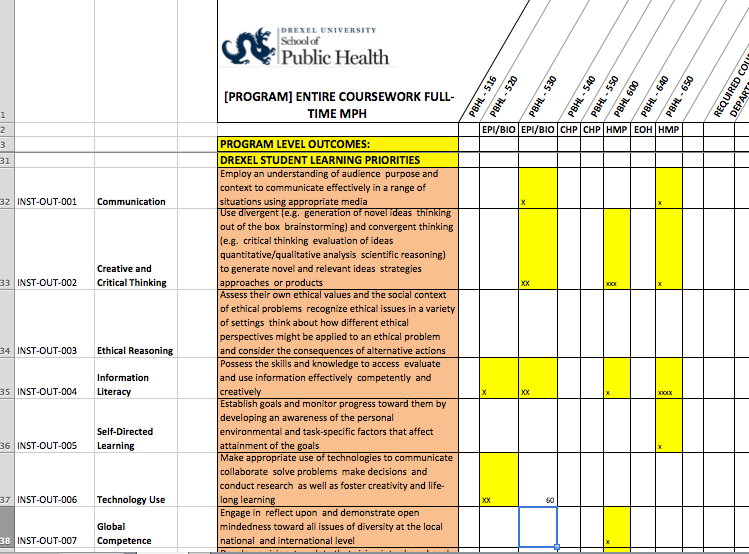 DREXEL UNIVERSITY
School of
Public Health
[PROGRAM] ENTIRE COURSEWORK FULL-
TIME MPH
PBHL - 516
PBHL - 520
PBHL - 530
PBHL - 540
PBHL - 550
PBHL 600
PBHL - 640
PBHL - 650
REQUIRED COU
DEPART
1
2 EPI/BIO EPI/BIO CHP CHP HMP EOH HMP
3 PROGRAM LEVEL OUTCOMES:
31 DREXEL STUDENT LEARNING PRIORITIES
Employ an understanding of audience purpose and
context to communicate effectively in a range of
32 INST-OUT-001 Communication situations using appropriate media x x
Use divergent (e.g. generation of novel ideas thinking
out of the box brainstorming) and convergent thinking
(e.g. critical thinking evaluation of ideas
quantitative/qualitative analysis scientific reasoning)
Creative and to generate novel and relevant ideas strategies
33 INST-OUT-002 Critical Thinking approaches or products xx xxx x
Assess their own ethical values and the social context
of ethical problems recognize ethical issues in a variety
of settings think about how different ethical
perspectives might be applied to an ethical problem
34 INST-OUT-003 Ethical Reasoning and consider the consequences of alternative actions
Possess the skills and knowledge to access evaluate
Information and use information effectively competently and
35 INST-OUT-004 Literacy creatively x xx x xxxx
Establish goals and monitor progress toward them by
developing an awareness of the personal
Self-Directed environmental and task-specific factors that affect
36 INST-OUT-005 Learning attainment of the goals x
Make appropriate use of technologies to communicate
collaborate solve problems make decisions and
conduct research as well as foster creativity and life-
37 INST-OUT-006 Technology Use long learning xx 60
Engage in reflect upon and demonstrate open
Global mindedness toward all issues of diversity at the local
38 INST-OUT-007 Competence national and international level x